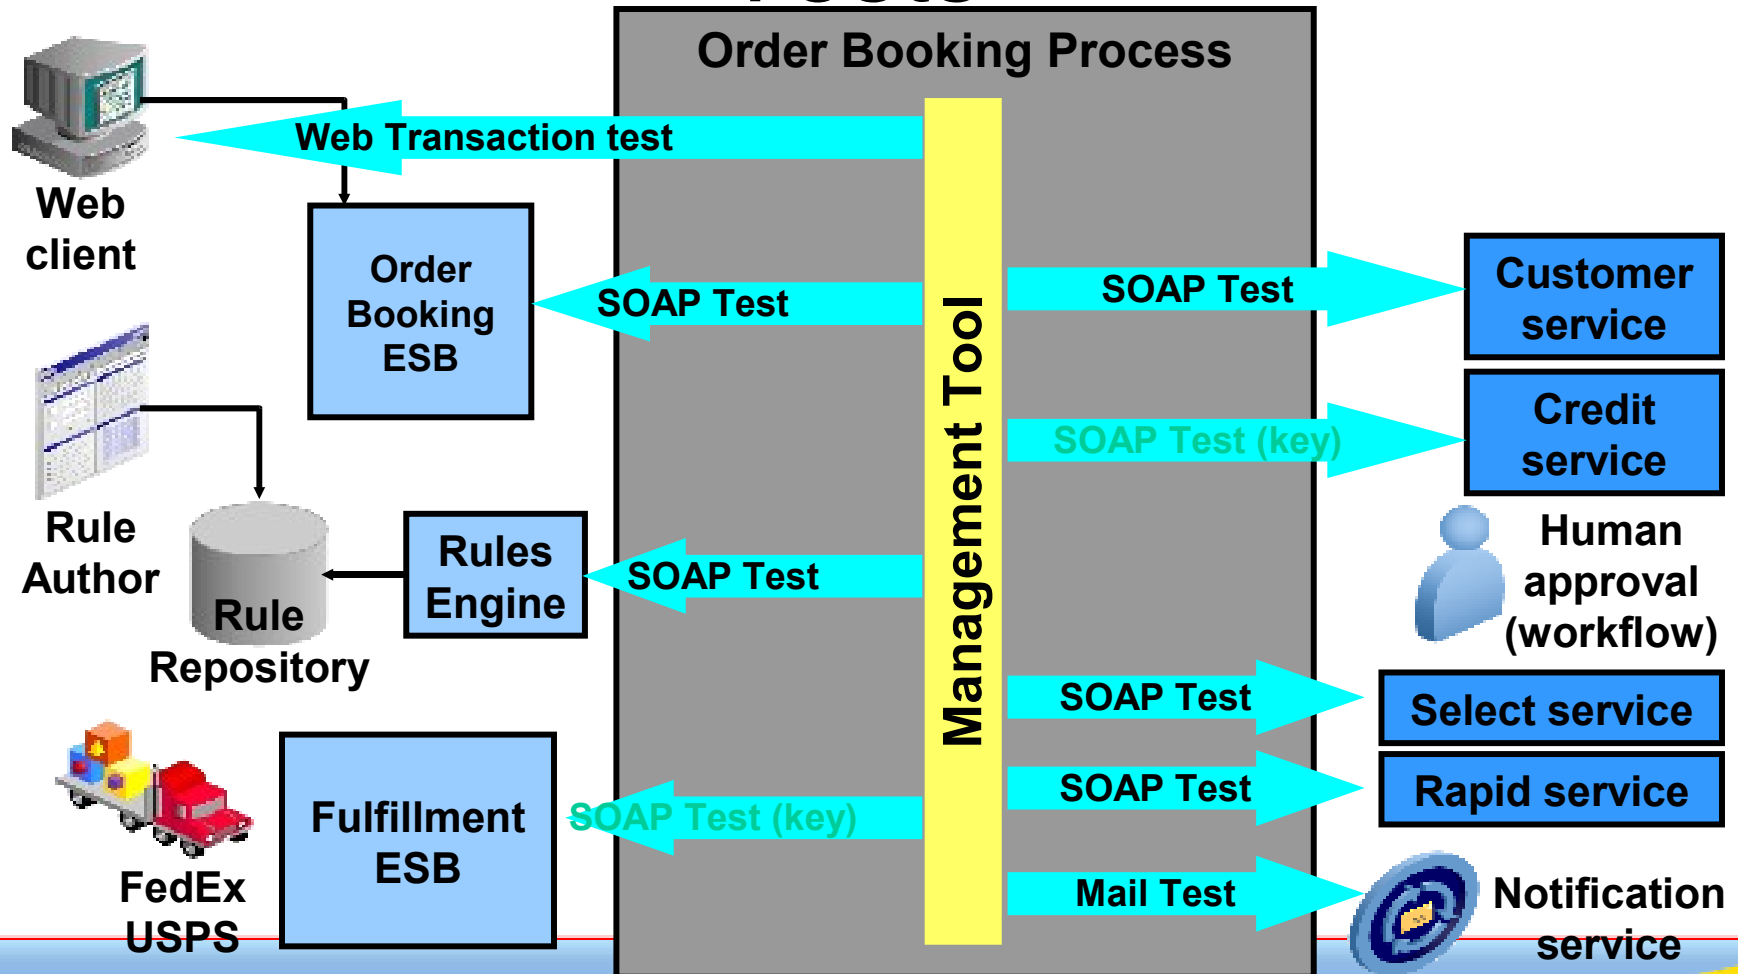 Order Booking Process
Web Transaction test
Web
client
Order
Booking
ESB
SOAP Test
SOAP Test
Customer
service
Management Tool
SOAP Test (key)
Credit
service
Rule
Author
Rule
Repository
Rules
Engine
SOAP Test
Human
approval
(workflow)
SOAP Test
Select service
SOAP Test
Rapid service
Fulfillment
ESB
SOAP Test (key)
FedEx
USPS
Mail Test
Notification
service